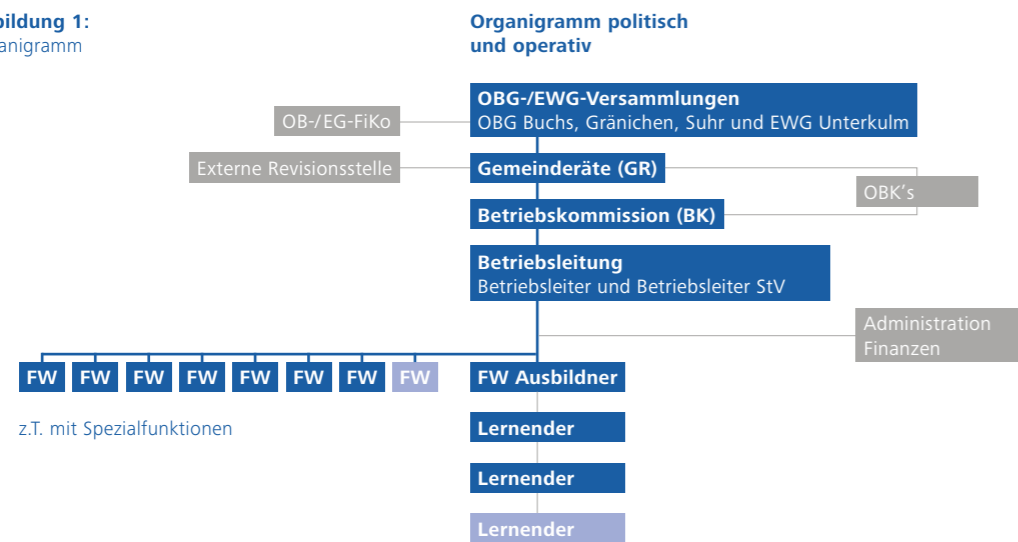 bildung 1:
anigramm
Organigramm politisch
und operativ
OB-/EG-FiKo
OBG-/EWG-Versammlungen
OBG Buchs, Gränichen, Suhr und EWG Unterkulm
Externe Revisionsstelle
Gemeinderäte (GR)
OBK's
Betriebskommission (BK)
Betriebsleitung
Betriebsleiter und Betriebsleiter StV
Administration
Finanzen
FW FW FW FW FW FW FW FW
FW Ausbildner
z.T. mit Spezialfunktionen
Lernender
Lernender
Lernender